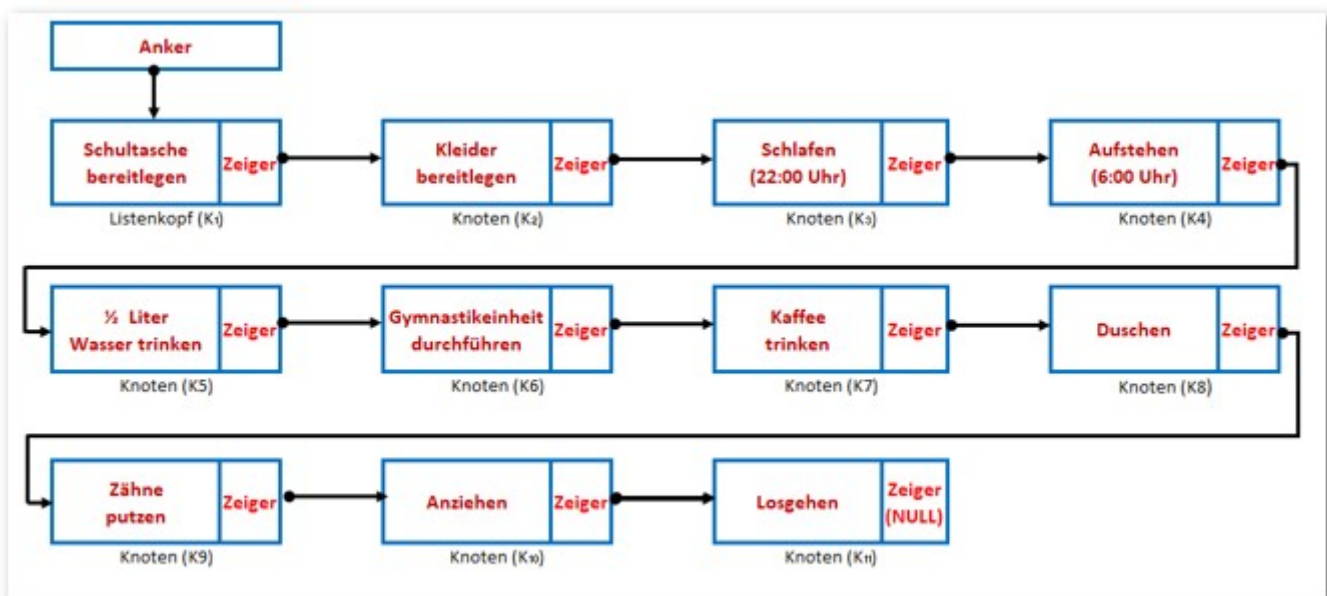 Anker
Schultasche
bereitlegen
Zeiger
Kleider
bereitlegen
Zeiger
Schlafen
(22:00 Uhr)
Zeiger
Aufstehen
(6:00 Uhr)
Zeiger
Listenkopf (K₁)
Knoten (K₂)
Knoten (K₃)
Knoten (K4)
½ Liter
Wasser trinken
Zeiger
Gymnastikeinheit
durchführen
Zeiger
Kaffee
trinken
Zeiger
Duschen
Zeiger
Knoten (K5)
Knoten (K6)
Knoten (K7)
Knoten (K8)
Zähne
putzen
Zeiger
Anziehen
Zeiger
Losgehen
Zeiger
(NULL)
Knoten (K9)
Knoten (K₁₀)
Knoten (K₁₁)